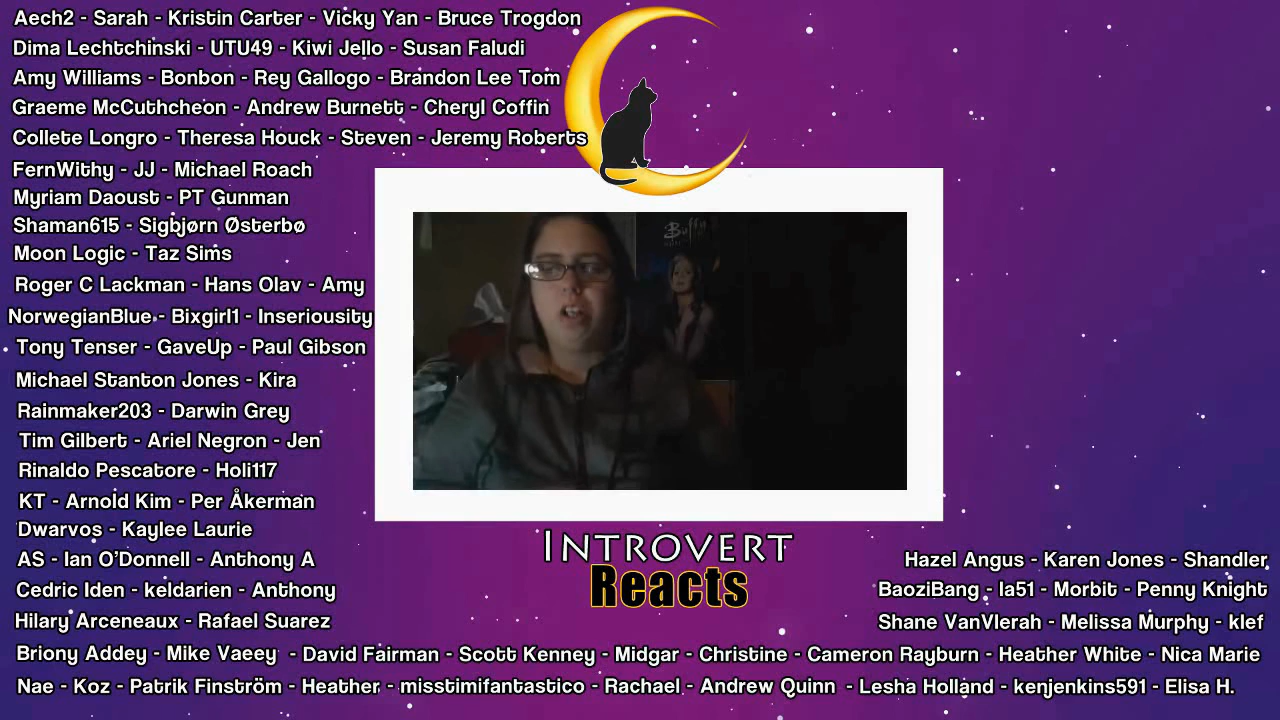 Aech2 - Sarah - Kristin Carter - Vicky Yan - Bruce Trogdon
Dima Lechtchinski - UTU49 - Kiwi Jello - Susan Faludi
Amy Williams - Bonbon - Rey Gallogo - Brandon Lee Tom
Graeme McCuthcheon - Andrew Burnett - Cheryl Coffin
Collete Longro - Theresa Houck - Steven - Jeremy Roberts
FernWithy - JJ - Michael Roach
Myriam Daoust - PT Gunman
Shaman615 - Sigbjørn Østerbø
Moon Logic - Taz Sims
Roger C Lackman - Hans Olav - Amy
NorwegianBlue - Bixgirl1 - Inseriousity
Tony Tenser - GaveUp - Paul Gibson
Michael Stanton Jones - Kira
Rainmaker203 - Darwin Grey
Tim Gilbert - Ariel Negron - Jen
Rinaldo Pescatore - Holi117
KT - Arnold Kim - Per Åkerman
Dwarvos - Kaylee Laurie
AS - Ian O'Donnell - Anthony A
Cedric Iden - keldarien - Anthony
Hilary Arceneaux - Rafael Suarez
Buffy
Introvert
Reacts
Hazel Angus - Karen Jones - Shandler
BaoziBang - la51 - Morbit - Penny Knight
Shane VanVlerah - Melissa Murphy - klef
Briony Addey - Mike Vaeey - David Fairman - Scott Kenney - Midgar - Christine - Cameron Rayburn - Heather White - Nica Marie
Nae - Koz - Patrik Finström - Heather - misstimifantastico - Rachael - Andrew Quinn - Lesha Holland - kenjenkins591 - Elisa H.